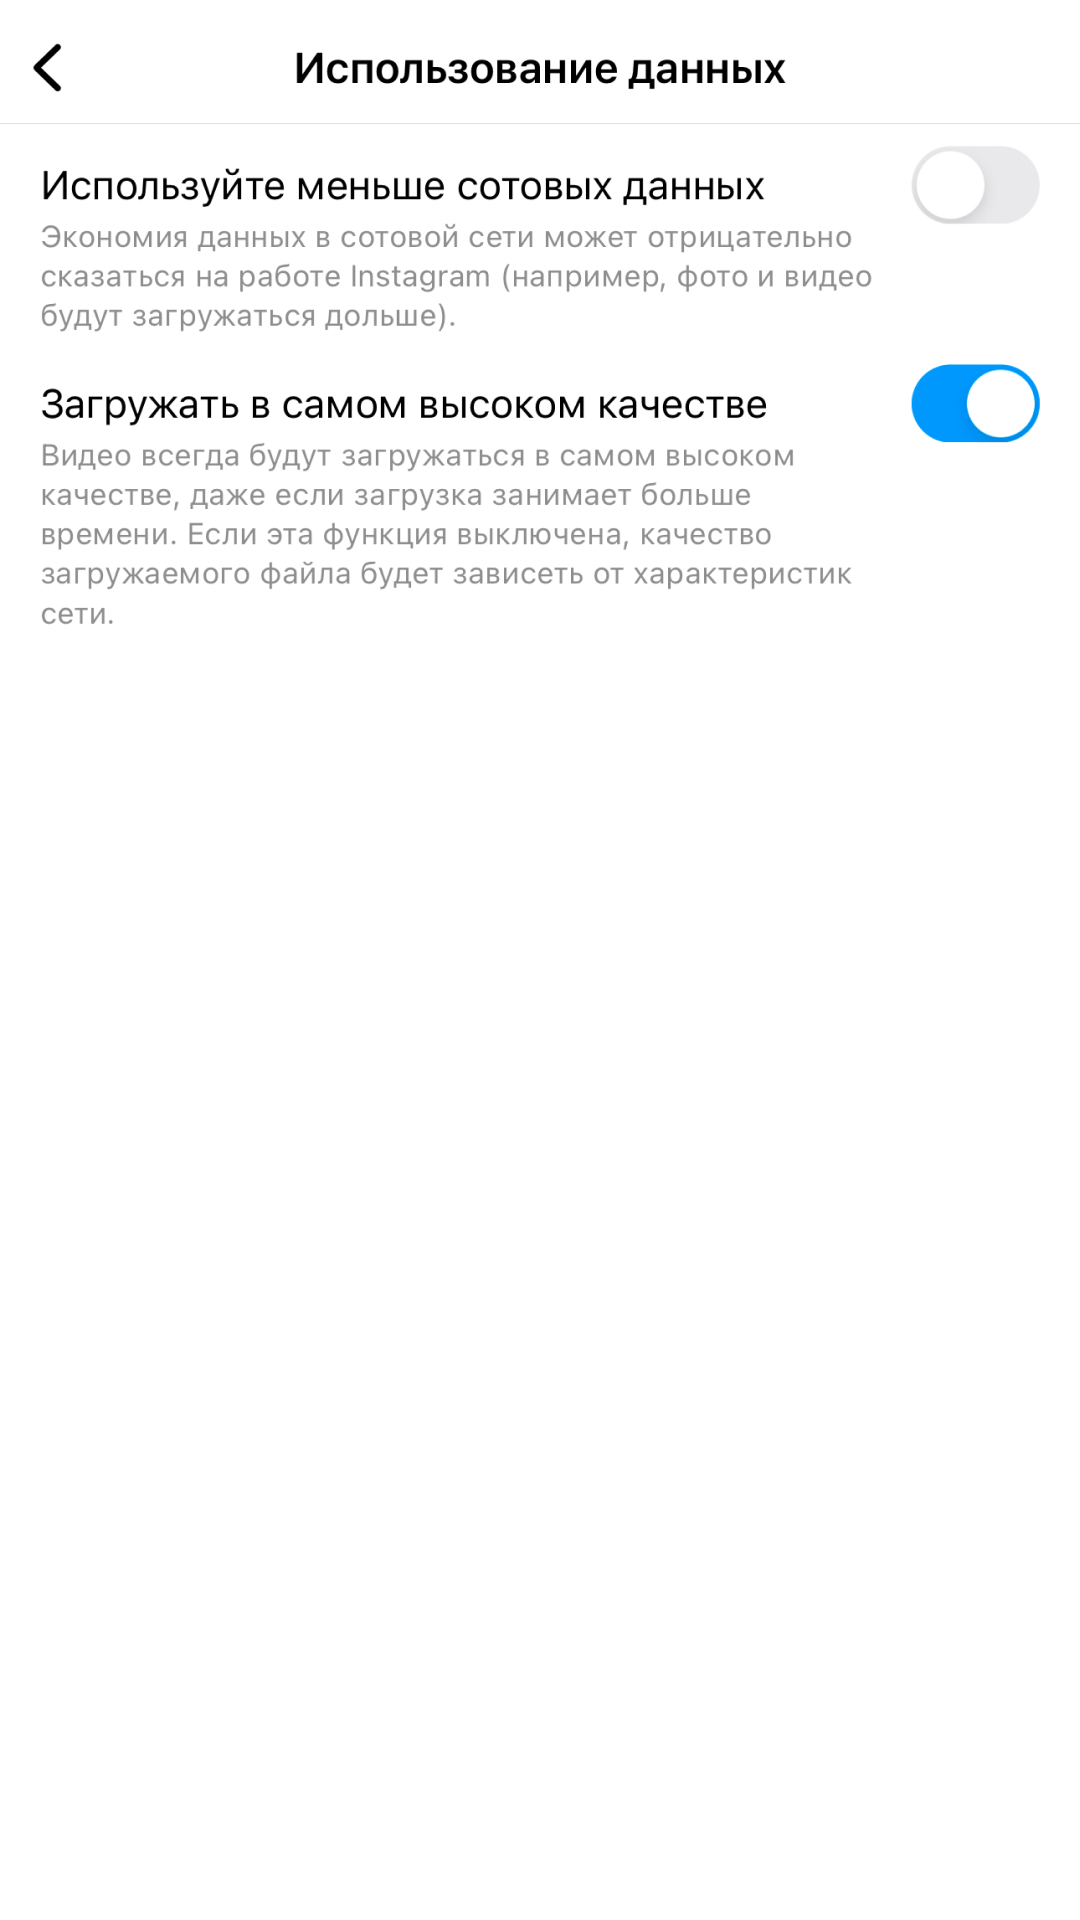 Использование данных
Используйте меньше сотовых данных
Экономия данных в сотовой сети может отрицательно
сказаться на работе Instagram (например, фото и видео
будут загружаться дольше).
Загружать в самом высоком качестве
Видео всегда будут загружаться в самом высоком
качестве, даже если загрузка занимает больше
времени. Если эта функция выключена, качество
загружаемого файла будет зависеть от характеристик
сети.